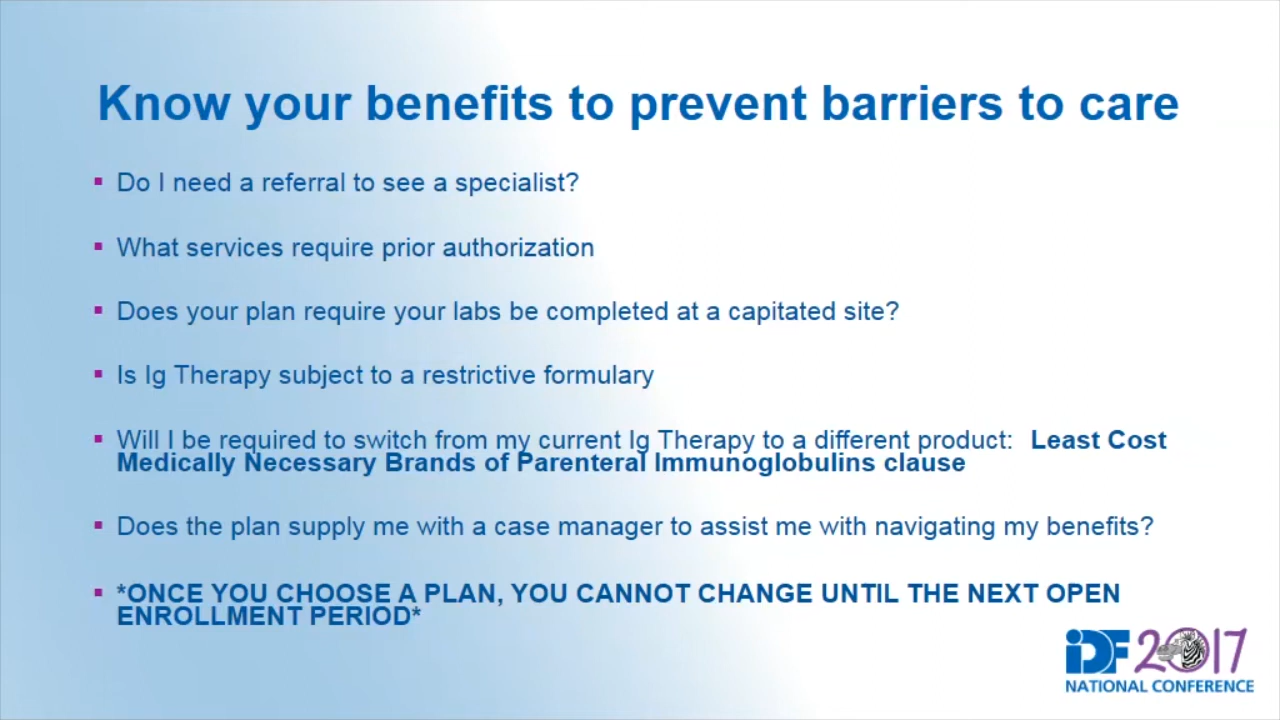 Know your benefits to prevent barriers to care
▪ Do I need a referral to see a specialist?
▪ What services require prior authorization
▪ Does your plan require your labs be completed at a capitated site?
▪ Is Ig Therapy subject to a restrictive formulary
▪ Will I be required to switch from my current Ig Therapy to a different product: Least Cost
Medically Necessary Brands of Parenteral Immunoglobulins clause
▪ Does the plan supply me with a case manager to assist me with navigating my benefits?
▪ *ONCE YOU CHOOSE A PLAN, YOU CANNOT CHANGE UNTIL THE NEXT OPEN
ENROLLMENT PERIOD*
iDF 2017
NATIONAL CONFERENCE